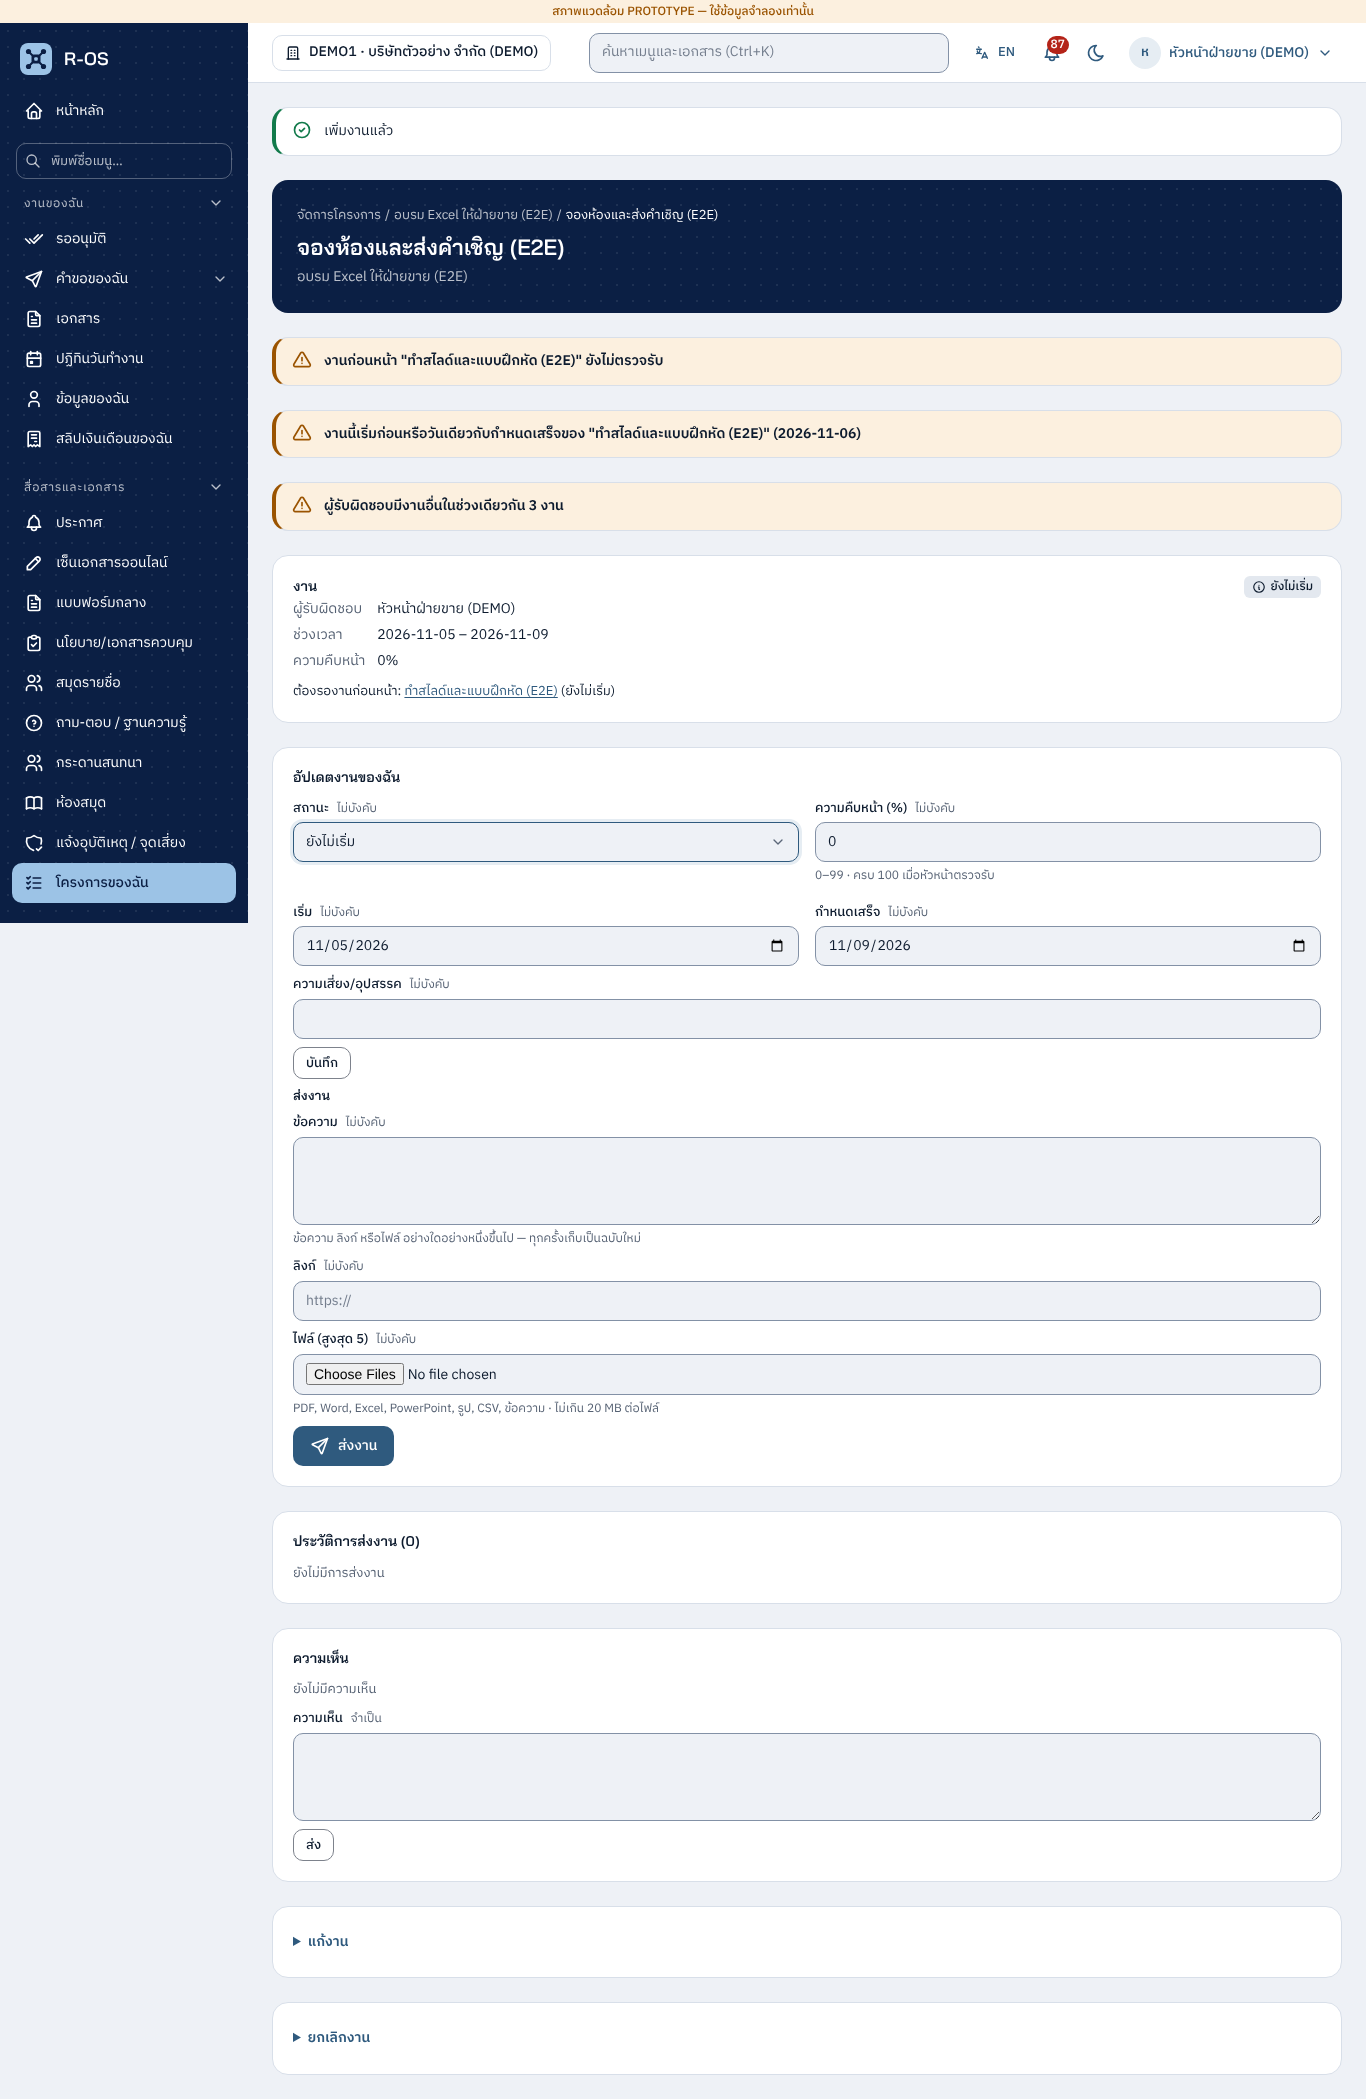 สภาพแวดล้อม PROTOTYPE — ใช้ข้อมูลจำลองเท่านั้น
R-OS
DEMO1 · บริษัทตัวอย่าง จำกัด (DEMO)
ค้นหาเมนูและเอกสาร (Ctrl+K)
EN
87
ห
หัวหน้าฝ่ายขาย (DEMO)
หน้าหลัก
พิมพ์ชื่อเมนู...
งานของฉัน
รออนุมัติ
คำขอของฉัน
เอกสาร
ปฏิทินวันทำงาน
ข้อมูลของฉัน
สลิปเงินเดือนของฉัน
สื่อสารและเอกสาร
ประกาศ
เซ็นเอกสารออนไลน์
แบบฟอร์มกลาง
นโยบาย/เอกสารควบคุม
สมุดรายชื่อ
ถาม-ตอบ / ฐานความรู้
กระดานสนทนา
ห้องสมุด
แจ้งอุบัติเหตุ / จุดเสี่ยง
โครงการของฉัน
เพิ่มงานแล้ว
จัดการโครงการ / อบรม Excel ให้ฝ่ายขาย (E2E) / จองห้องและส่งคำเชิญ (E2E)
จองห้องและส่งคำเชิญ (E2E)
อบรม Excel ให้ฝ่ายขาย (E2E)
งานก่อนหน้า "ทำสไลด์และแบบฝึกหัด (E2E)" ยังไม่ตรวจรับ
งานนี้เริ่มก่อนหรือวันเดียวกับกำหนดเสร็จของ "ทำสไลด์และแบบฝึกหัด (E2E)" (2026-11-06)
ผู้รับผิดชอบมีงานอื่นในช่วงเดียวกัน 3 งาน
งาน
ยังไม่เริ่ม
ผู้รับผิดชอบ หัวหน้าฝ่ายขาย (DEMO)
ช่วงเวลา 2026-11-05 – 2026-11-09
ความคืบหน้า 0%
ต้องรองานก่อนหน้า: ทำสไลด์และแบบฝึกหัด (E2E) (ยังไม่เริ่ม)
อัปเดตงานของฉัน
สถานะ ไม่บังคับ
ยังไม่เริ่ม
ความคืบหน้า (%) ไม่บังคับ
0
0–99 · ครบ 100 เมื่อหัวหน้าตรวจรับ
เริ่ม ไม่บังคับ
11/05/2026
กำหนดเสร็จ ไม่บังคับ
11/09/2026
ความเสี่ยง/อุปสรรค ไม่บังคับ
บันทึก
ส่งงาน
ข้อความ ไม่บังคับ
ข้อความ ลิงก์ หรือไฟล์ อย่างใดอย่างหนึ่งขึ้นไป — ทุกครั้งเก็บเป็นฉบับใหม่
ลิงก์ ไม่บังคับ
https://
ไฟล์ (สูงสุด 5) ไม่บังคับ
Choose Files No file chosen
PDF, Word, Excel, PowerPoint, รูป, CSV, ข้อความ · ไม่เกิน 20 MB ต่อไฟล์
ส่งงาน
ประวัติการส่งงาน (0)
ยังไม่มีการส่งงาน
ความเห็น
ยังไม่มีความเห็น
ความเห็น จำเป็น
ส่ง
แก้งาน
ยกเลิกงาน